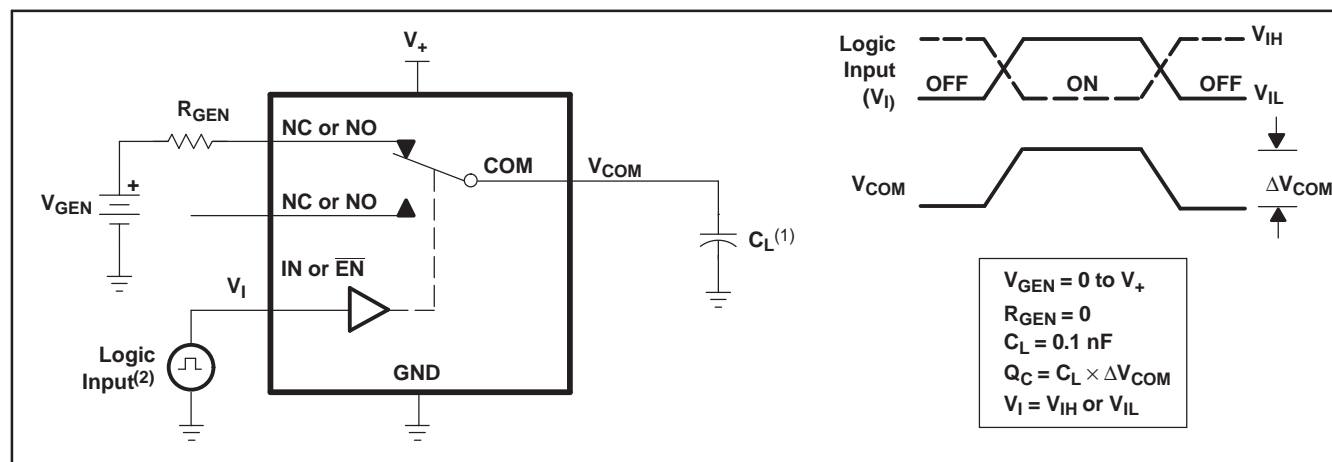 V+
RGEN
NC or NO
COM
VCOM
+
VGEN
NC or NO
CL(1)
IN or E̅N̅
VI
Logic
Input(2)
GND
Logic
Input
(VI)
VIH
OFF
ON
OFF
VIL
VCOM
ΔVCOM
VGEN = 0 to V+
RGEN = 0
CL = 0.1 nF
QC = CL × ΔVCOM
VI = VIH or VIL